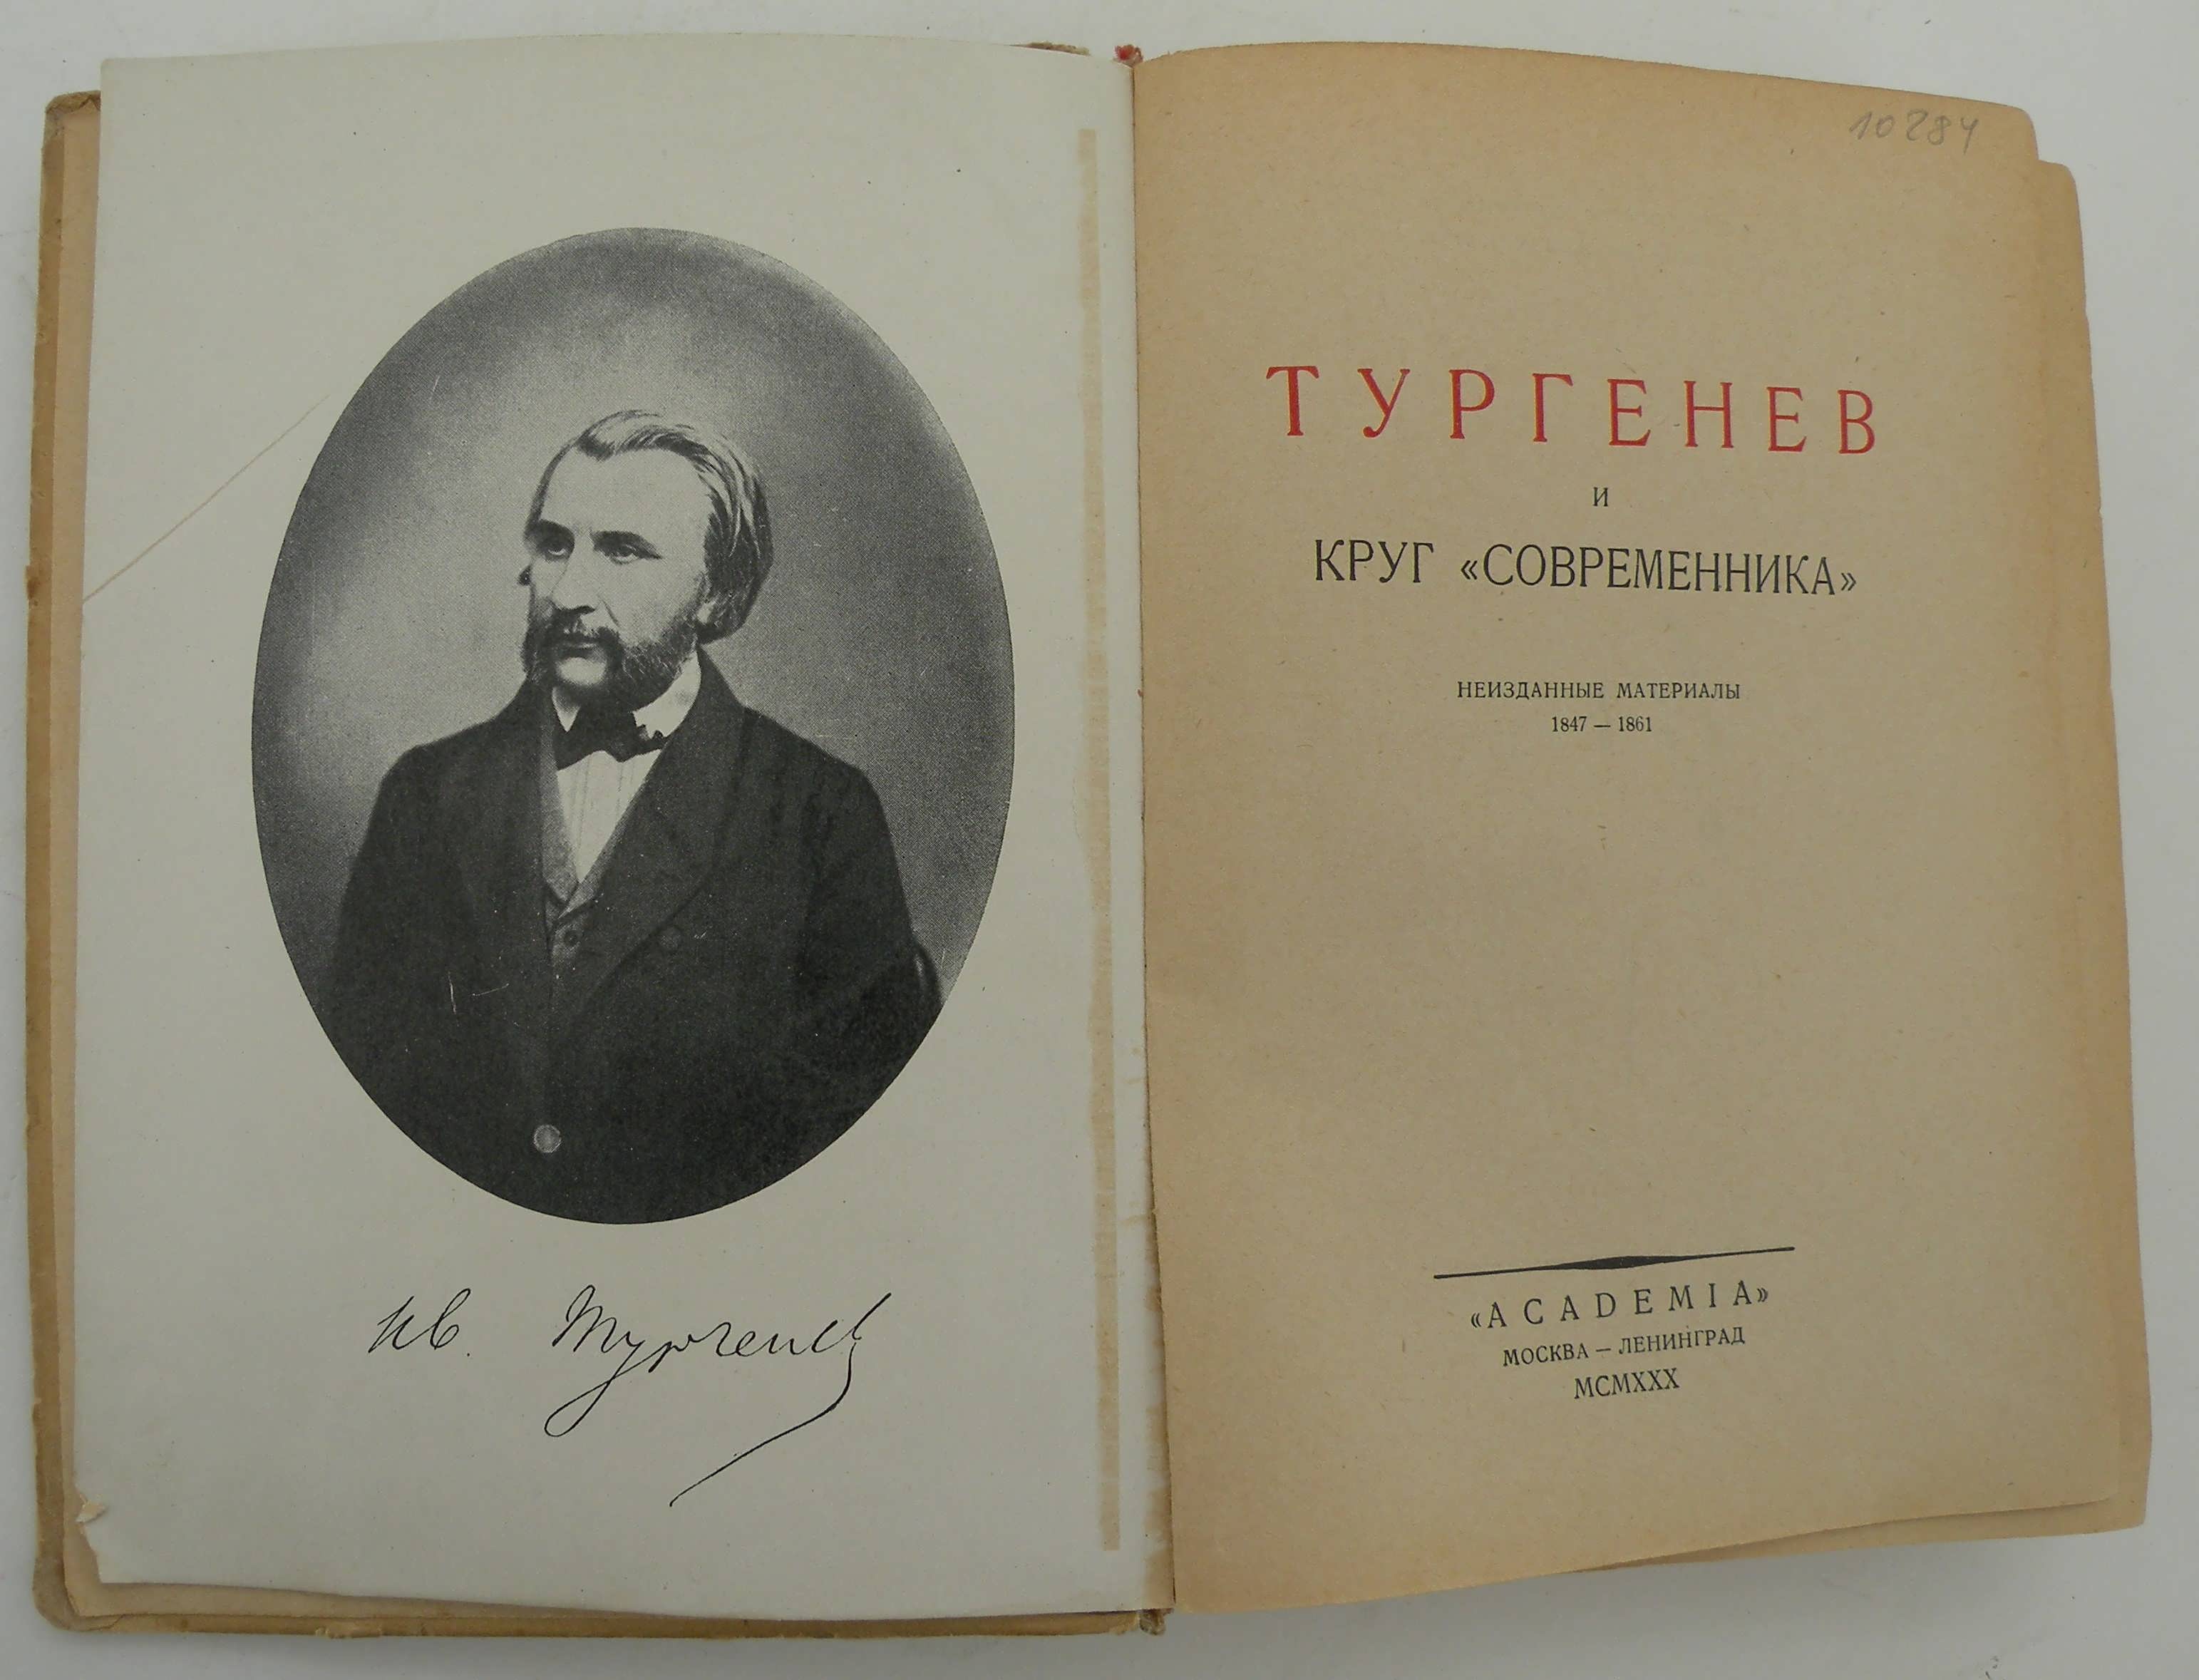 Ив. Тургенев
10284
ТУРГЕНЕВ
И
КРУГ «СОВРЕМЕННИКА»
НЕИЗДАННЫЕ МАТЕРИАЛЫ
1847 — 1861
«ACADEMIA»
МОСКВА — ЛЕНИНГРАД
MCMXXX